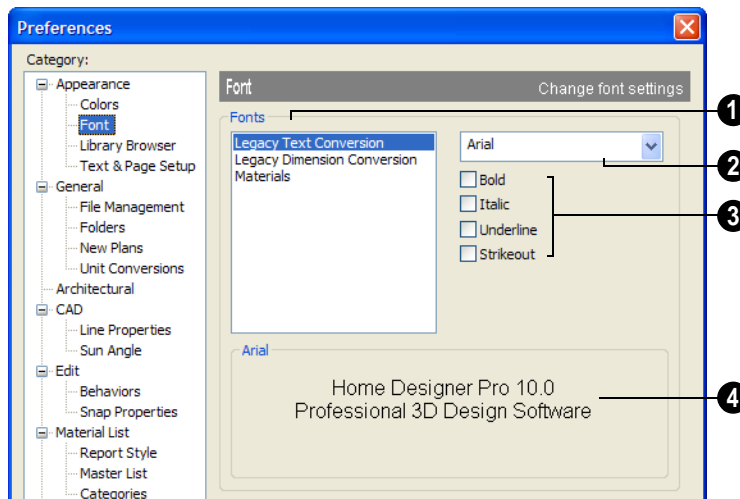 Preferences
Category:
Appearance
Colors
Font
Library Browser
Text & Page Setup
General
File Management
Folders
New Plans
Unit Conversions
Architectural
CAD
Line Properties
Sun Angle
Edit
Behaviors
Snap Properties
Material List
Report Style
Master List
Categories
Font
Change font settings
Fonts
1
Legacy Text Conversion
Legacy Dimension Conversion
Materials
Arial
2
Bold
Italic
Underline
Strikeout
3
Arial
Home Designer Pro 10.0
Professional 3D Design Software
4